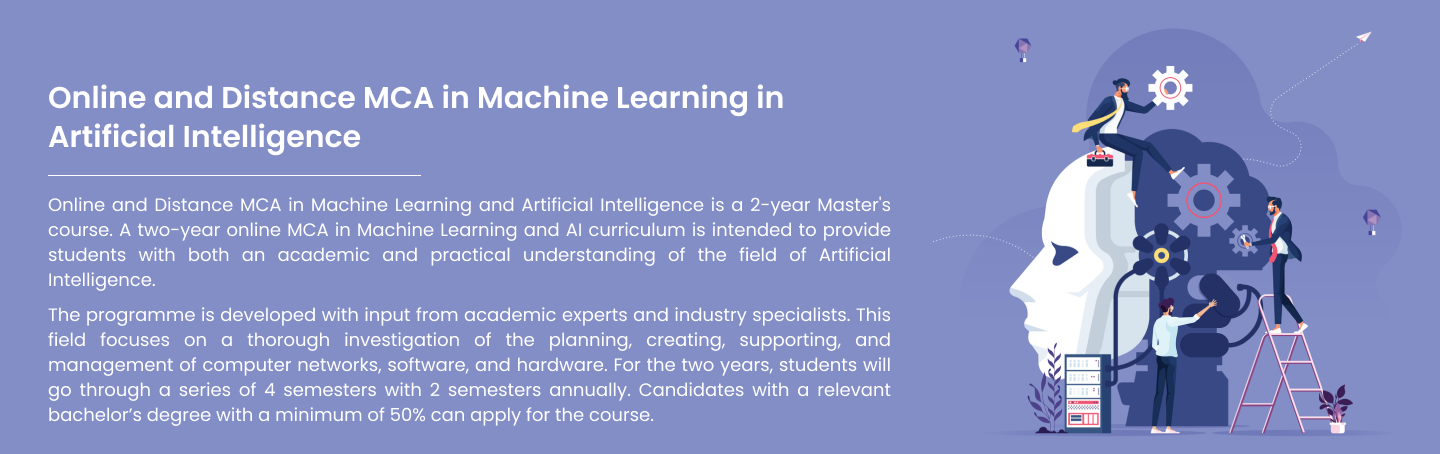 Online and Distance MCA in Machine Learning in
Artificial Intelligence
Online and Distance MCA in Machine Learning and Artificial Intelligence is a 2-year Master's
course. A two-year online MCA in Machine Learning and AI curriculum is intended to provide
students with both an academic and practical understanding of the field of Artificial
Intelligence.
The programme is developed with input from academic experts and industry specialists. This
field focuses on a thorough investigation of the planning, creating, supporting, and
management of computer networks, software, and hardware. For the two years, students will
go through a series of 4 semesters with 2 semesters annually. Candidates with a relevant
bachelor’s degree with a minimum of 50% can apply for the course.